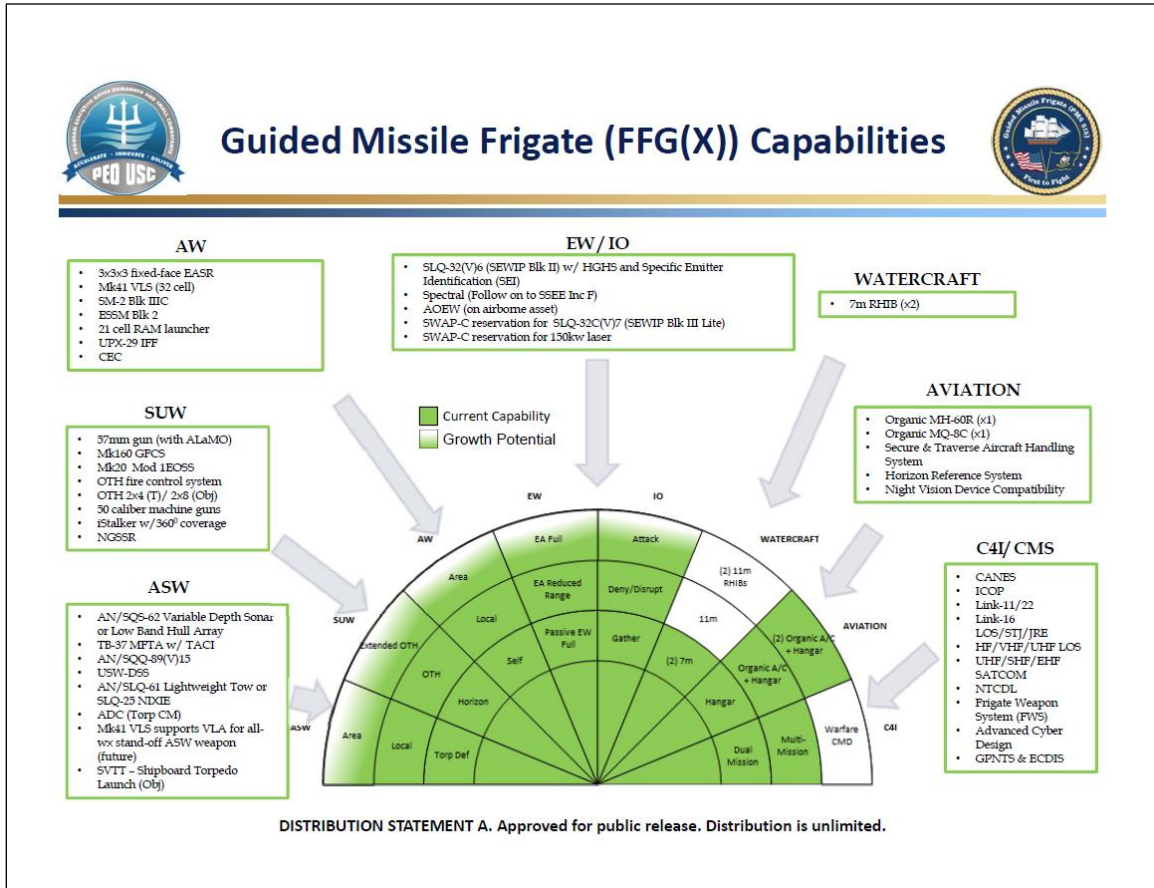 Guided Missile Frigate (FFG(X)) Capabilities
ACCELERATE · INNOVATE · DELIVER
PEO USC
Guided Missile Frigate (PMS 515)
First to Fight
AW
• 3x3x3 fixed-face EASR
• Mk41 VLS (32 cell)
• SM-2 Blk IIIC
• ESSM Blk 2
• 21 cell RAM launcher
• UPX-29 IFF
• CEC
EW / IO
• SLQ-32(V)6 (SEWIP Blk II) w/ HGHS and Specific Emitter
Identification (SEI)
• Spectral (Follow on to SSEE Inc F)
• AOEW (on airborne asset)
• SWAP-C reservation for SLQ-32C(V)7 (SEWIP Blk III Lite)
• SWAP-C reservation for 150kw laser
WATERCRAFT
• 7m RHIB (x2)
SUW
• 57mm gun (with ALaMO)
• Mk160 GFCS
• Mk20 Mod 1EOSS
• OTH fire control system
• OTH 2x4 (T)/ 2x8 (Obj)
• 50 caliber machine guns
• iStalker w/360⁰ coverage
• NGSSR
AVIATION
• Organic MH-60R (x1)
• Organic MQ-8C (x1)
• Secure & Traverse Aircraft Handling
System
• Horizon Reference System
• Night Vision Device Compatibility
ASW
• AN/SQS-62 Variable Depth Sonar
or Low Band Hull Array
• TB-37 MFTA w/ TACI
• AN/SQQ-89(V)15
• USW-DSS
• AN/SLQ-61 Lightweight Tow or
SLQ-25 NIXIE
• ADC (Torp CM)
• Mk41 VLS supports VLA for all-
wx stand-off ASW weapon
(future)
• SVTT – Shipboard Torpedo
Launch (Obj)
C4I/ CMS
• CANES
• ICOP
• Link-11/22
• Link-16
LOS/STJ/JRE
• HF/VHF/UHF LOS
• UHF/SHF/EHF
SATCOM
• NTCDL
• Frigate Weapon
System (FWS)
• Advanced Cyber
Design
• GPNTS & ECDIS
Current Capability
Growth Potential
ASW
SUW
AW
EW
IO
WATERCRAFT
AVIATION
C4I
Area
Local
Torp Def
Extended OTH
OTH
Horizon
Area
Local
Self
EA Full
EA Reduced
Range
Passive EW
Full
Attack
Deny/Disrupt
Gather
(2) 11m
RHIBs
11m
(2) 7m
(2) Organic A/C
+ Hangar
Organic A/C
+ Hangar
Hangar
Warfare
CMD
Multi-
Mission
Dual
Mission
DISTRIBUTION STATEMENT A. Approved for public release. Distribution is unlimited.